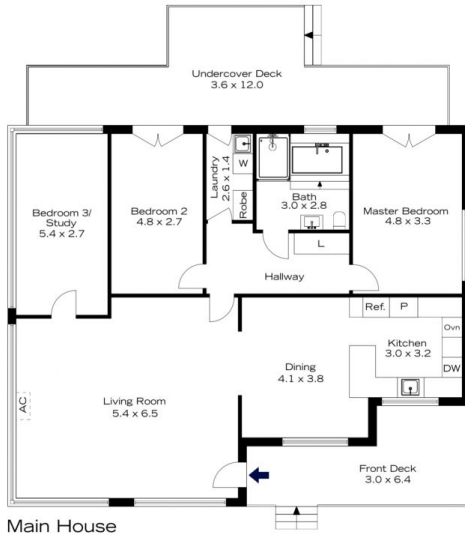 Undercover Deck
3.6 x 12.0
Laundry
2.6 x 1.4
W
Robe
Bath
3.0 x 2.8
Bedroom 3/
Study
5.4 x 2.7
Bedroom 2
4.8 x 2.7
Master Bedroom
4.8 x 3.3
L
Hallway
Ref.
P
Ovn
Kitchen
3.0 x 3.2
DW
Dining
4.1 x 3.8
AC
Living Room
5.4 x 6.5
Front Deck
3.0 x 6.4
Main House